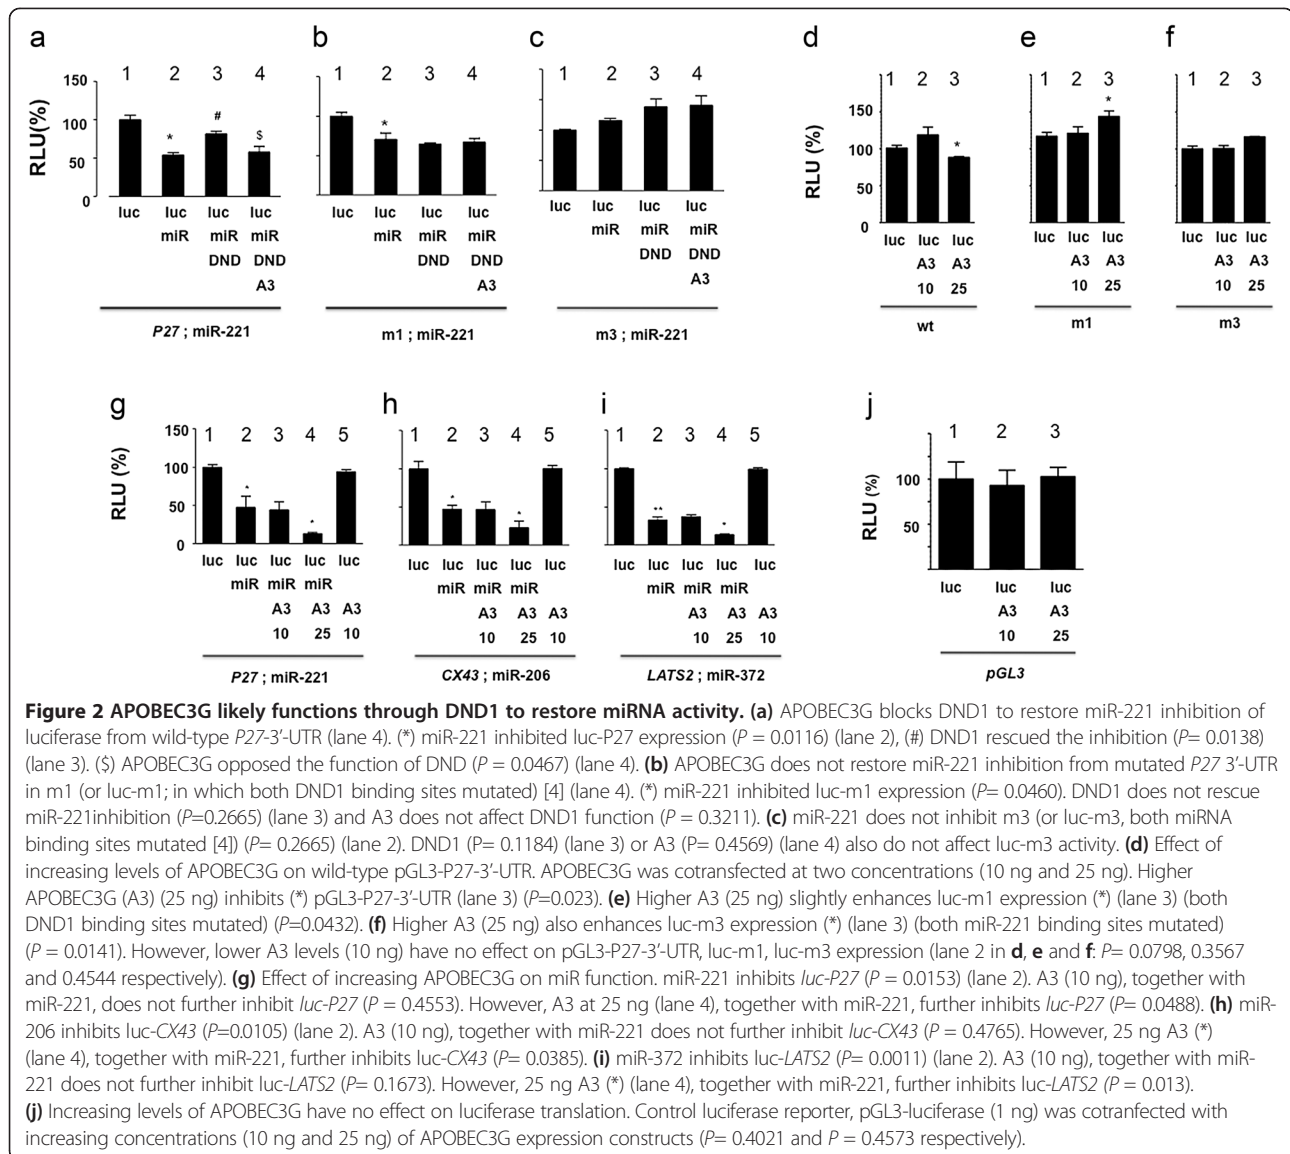 a b c d e f
1 2 3 4 1 2 3 4 1 2 3 4 1 2 3 1 2 3 1 2 3
RLU(%)
150
100
50
0
* # $
*
RLU (%)
150
100
50
0
*
*
luc luc luc luc luc luc luc luc luc luc luc luc luc luc luc luc luc luc luc luc luc
miR miR miR miR miR miR miR miR miR A3 A3 A3 A3 A3 A3
DND DND DND DND DND DND 10 25 10 25 10 25
A3 A3 A3
P27 ; miR-221 m1 ; miR-221 m3 ; miR-221 wt m1 m3
g h i j
1 2 3 4 5 1 2 3 4 5 1 2 3 4 5 1 2 3
RLU (%)
150
100
50
0
* *
* *
** *
RLU (%)
100
50
luc luc luc luc luc luc luc luc luc luc luc luc luc luc luc luc luc luc
miR miR miR miR miR miR miR miR miR A3 A3
A3 A3 A3 A3 A3 A3 A3 A3 A3 10 25
10 25 10 10 25 10 10 25 10
P27 ; miR-221 CX43 ; miR-206 LATS2 ; miR-372 pGL3
Figure 2 APOBEC3G likely functions through DND1 to restore miRNA activity. (a) APOBEC3G blocks DND1 to restore miR-221 inhibition of
luciferase from wild-type P27-3'-UTR (lane 4). (*) miR-221 inhibited luc-P27 expression (P = 0.0116) (lane 2), (#) DND1 rescued the inhibition (P= 0.0138)
(lane 3). ($) APOBEC3G opposed the function of DND (P = 0.0467) (lane 4). (b) APOBEC3G does not restore miR-221 inhibition from mutated P27 3'-UTR
in m1 (or luc-m1; in which both DND1 binding sites mutated) [4] (lane 4). (*) miR-221 inhibited luc-m1 expression (P= 0.0460). DND1 does not rescue
miR-221inhibition (P=0.2665) (lane 3) and A3 does not affect DND1 function (P = 0.3211). (c) miR-221 does not inhibit m3 (or luc-m3, both miRNA
binding sites mutated [4]) (P= 0.2665) (lane 2). DND1 (P= 0.1184) (lane 3) or A3 (P= 0.4569) (lane 4) also do not affect luc-m3 activity. (d) Effect of
increasing levels of APOBEC3G on wild-type pGL3-P27-3'-UTR. APOBEC3G was cotransfected at two concentrations (10 ng and 25 ng). Higher
APOBEC3G (A3) (25 ng) inhibits (*) pGL3-P27-3'-UTR (lane 3) (P=0.023). (e) Higher A3 (25 ng) slightly enhances luc-m1 expression (*) (lane 3) (both
DND1 binding sites mutated) (P=0.0432). (f) Higher A3 (25 ng) also enhances luc-m3 expression (*) (lane 3) (both miR-221 binding sites mutated)
(P = 0.0141). However, lower A3 levels (10 ng) have no effect on pGL3-P27-3'-UTR, luc-m1, luc-m3 expression (lane 2 in d, e and f: P= 0.0798, 0.3567
and 0.4544 respectively). (g) Effect of increasing APOBEC3G on miR function. miR-221 inhibits luc-P27 (P = 0.0153) (lane 2). A3 (10 ng), together with
miR-221, does not further inhibit luc-P27 (P = 0.4553). However, A3 at 25 ng (lane 4), together with miR-221, further inhibits luc-P27 (P= 0.0488). (h) miR-
206 inhibits luc-CX43 (P=0.0105) (lane 2). A3 (10 ng), together with miR-221 does not further inhibit luc-CX43 (P = 0.4765). However, 25 ng A3 (*)
(lane 4), together with miR-221, further inhibits luc-CX43 (P= 0.0385). (i) miR-372 inhibits luc-LATS2 (P= 0.0011) (lane 2). A3 (10 ng), together with miR-
221 does not further inhibit luc-LATS2 (P= 0.1673). However, 25 ng A3 (*) (lane 4), together with miR-221, further inhibits luc-LATS2 (P = 0.013).
(j) Increasing levels of APOBEC3G have no effect on luciferase translation. Control luciferase reporter, pGL3-luciferase (1 ng) was cotranfected with
increasing concentrations (10 ng and 25 ng) of APOBEC3G expression constructs (P= 0.4021 and P = 0.4573 respectively).